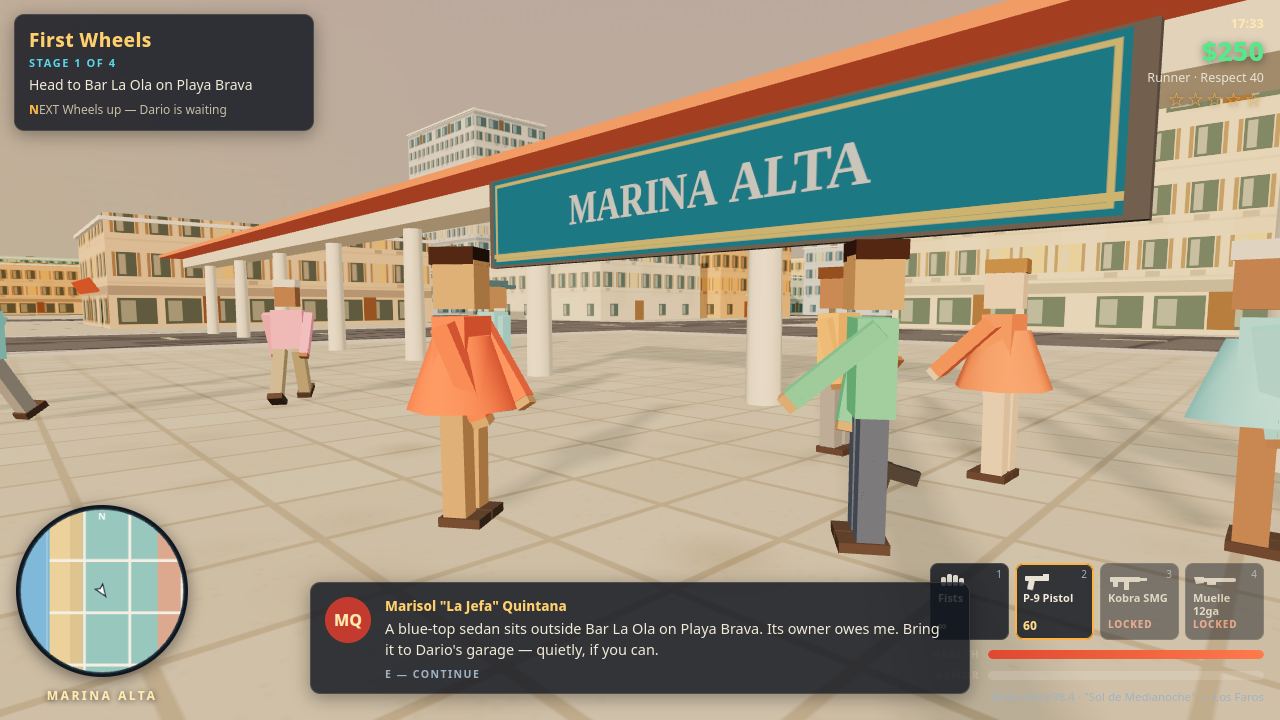 First Wheels
STAGE 1 OF 4
Head to Bar La Ola on Playa Brava
NEXT Wheels up — Dario is waiting
17:33
$250
Runner · Respect 40
MARINA ALTA
N
MARINA ALTA
MQ
Marisol "La Jefa" Quintana
A blue-top sedan sits outside Bar La Ola on Playa Brava. Its owner owes me. Bring
it to Dario's garage — quietly, if you can.
E — CONTINUE
1
Fists
2
P-9 Pistol
60
3
Kobra SMG
LOCKED
4
Muelle
12ga
LOCKED
"Sol de Medianoche" Los Faros